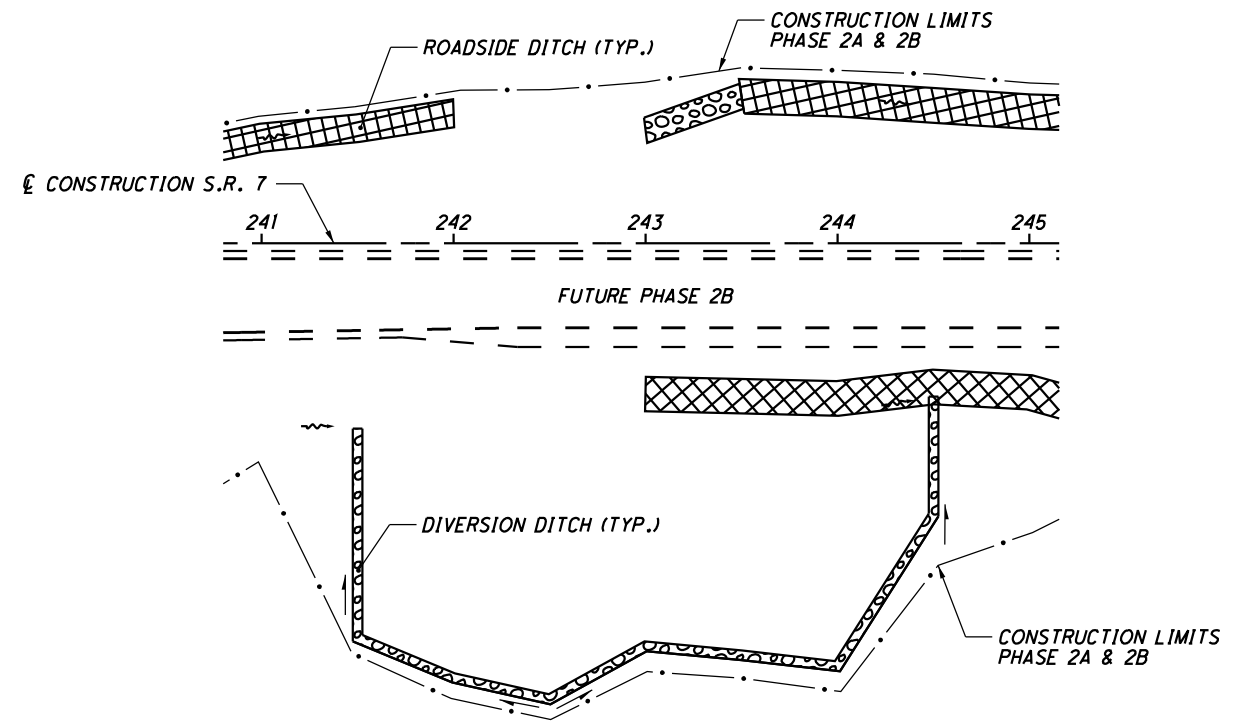 CONSTRUCTION LIMITS
PHASE 2A & 2B
ROADSIDE DITCH (TYP.)
℄ CONSTRUCTION S.R. 7
241 242 243 244 245
FUTURE PHASE 2B
DIVERSION DITCH (TYP.)
CONSTRUCTION LIMITS
PHASE 2A & 2B